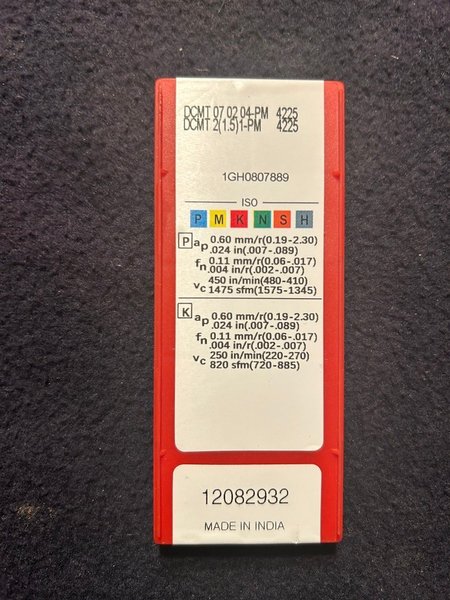 DCMT 07 02 04-PM 4225
DCMT 2(1.5)1-PM 4225
1GH0807889
ISO
P M K N S H
P ap 0.60 mm/r(0.19-2.30)
.024 in(.007-.089)
fn 0.11 mm/r(0.06-.017)
.004 in/r(.002-.007)
vc 450 in/min(480-410)
1475 sfm(1575-1345)
K ap 0.60 mm/r(0.19-2.30)
.024 in(.007-.089)
fn 0.11 mm/r(0.06-.017)
.004 in/r(.002-.007)
vc 250 in/min(220-270)
820 sfm(720-885)
12082932
MADE IN INDIA